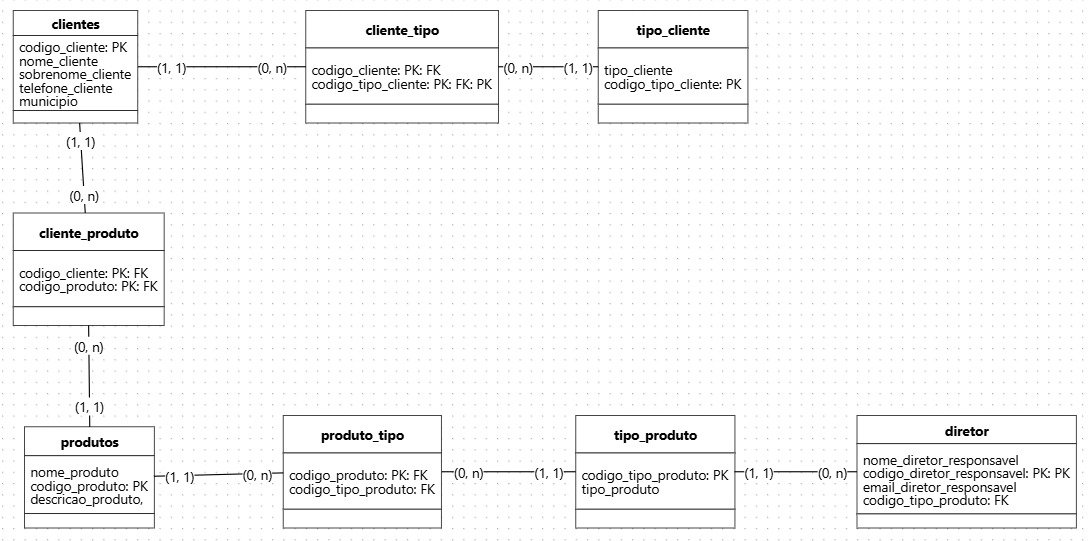 clientes
codigo_cliente: PK
nome_cliente
sobrenome_cliente
telefone_cliente
municipio
(1, 1)
(0, n)
cliente_tipo
codigo_cliente: PK: FK
codigo_tipo_cliente: PK: FK: PK
(0, n)
(1, 1)
tipo_cliente
tipo_cliente
codigo_tipo_cliente: PK
(1, 1)
(0, n)
cliente_produto
codigo_cliente: PK: FK
codigo_produto: PK: FK
(0, n)
(1, 1)
produtos
nome_produto
codigo_produto: PK
descricao_produto,
(1, 1)
(0, n)
produto_tipo
codigo_produto: PK: FK
codigo_tipo_produto: FK
(0, n)
(1, 1)
tipo_produto
codigo_tipo_produto: PK
tipo_produto
(1, 1)
(0, n)
diretor
nome_diretor_responsavel
codigo_diretor_responsavel: PK: PK
email_diretor_responsavel
codigo_tipo_produto: FK